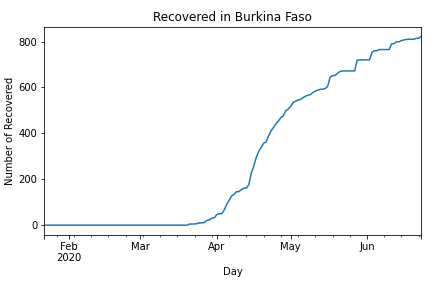 Recovered in Burkina Faso
Number of Recovered
800
600
400
200
0
Feb
2020
Mar
Apr
May
Jun
Day